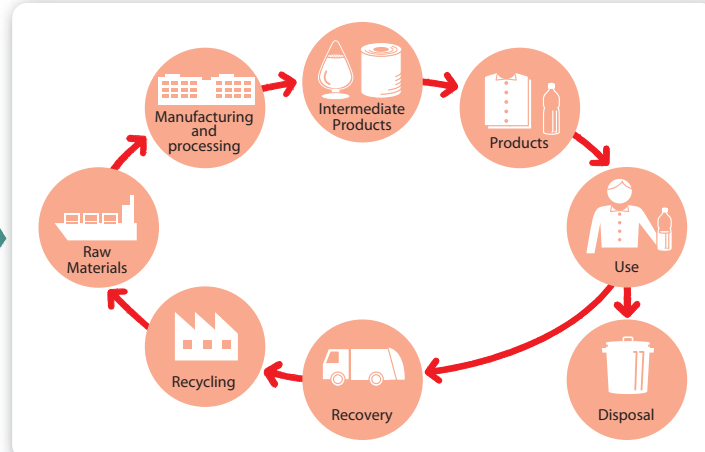 Manufacturing
and
processing
Intermediate
Products
Products
Use
Disposal
Recovery
Recycling
Raw
Materials